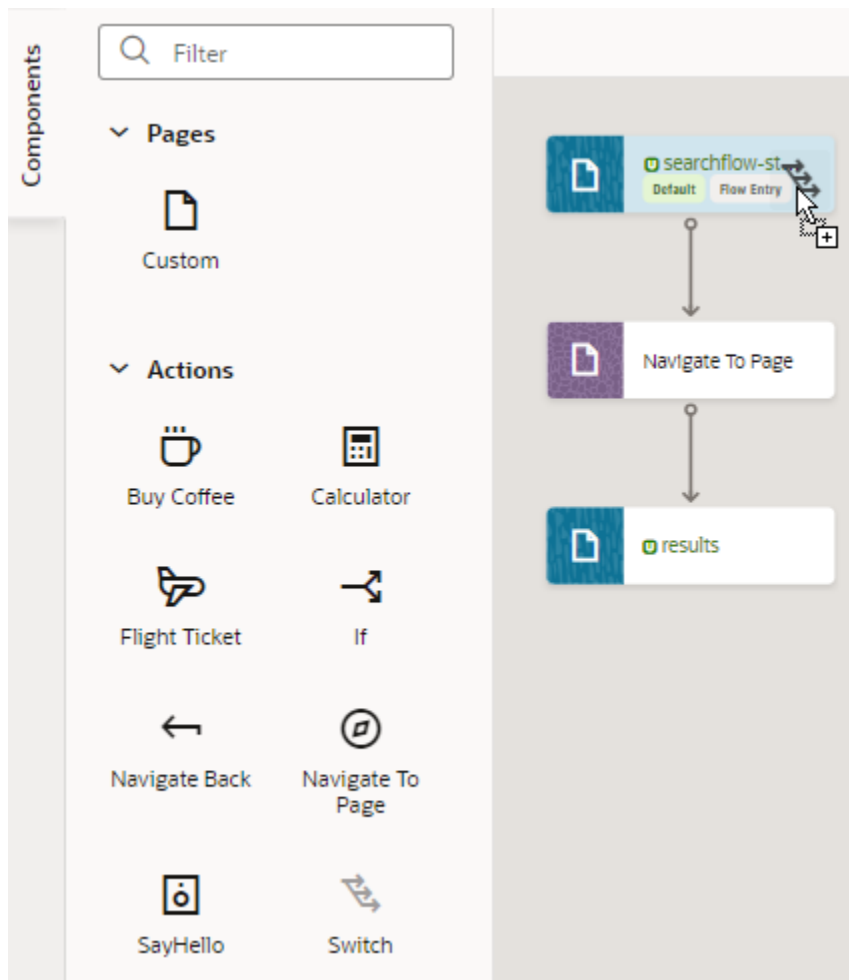 Components
Filter
Pages
Custom
Actions
Buy Coffee
Calculator
Flight Ticket
If
Navigate Back
Navigate To
Page
SayHello
Switch
searchflow-st
Default
Flow Entry
Navigate To Page
results